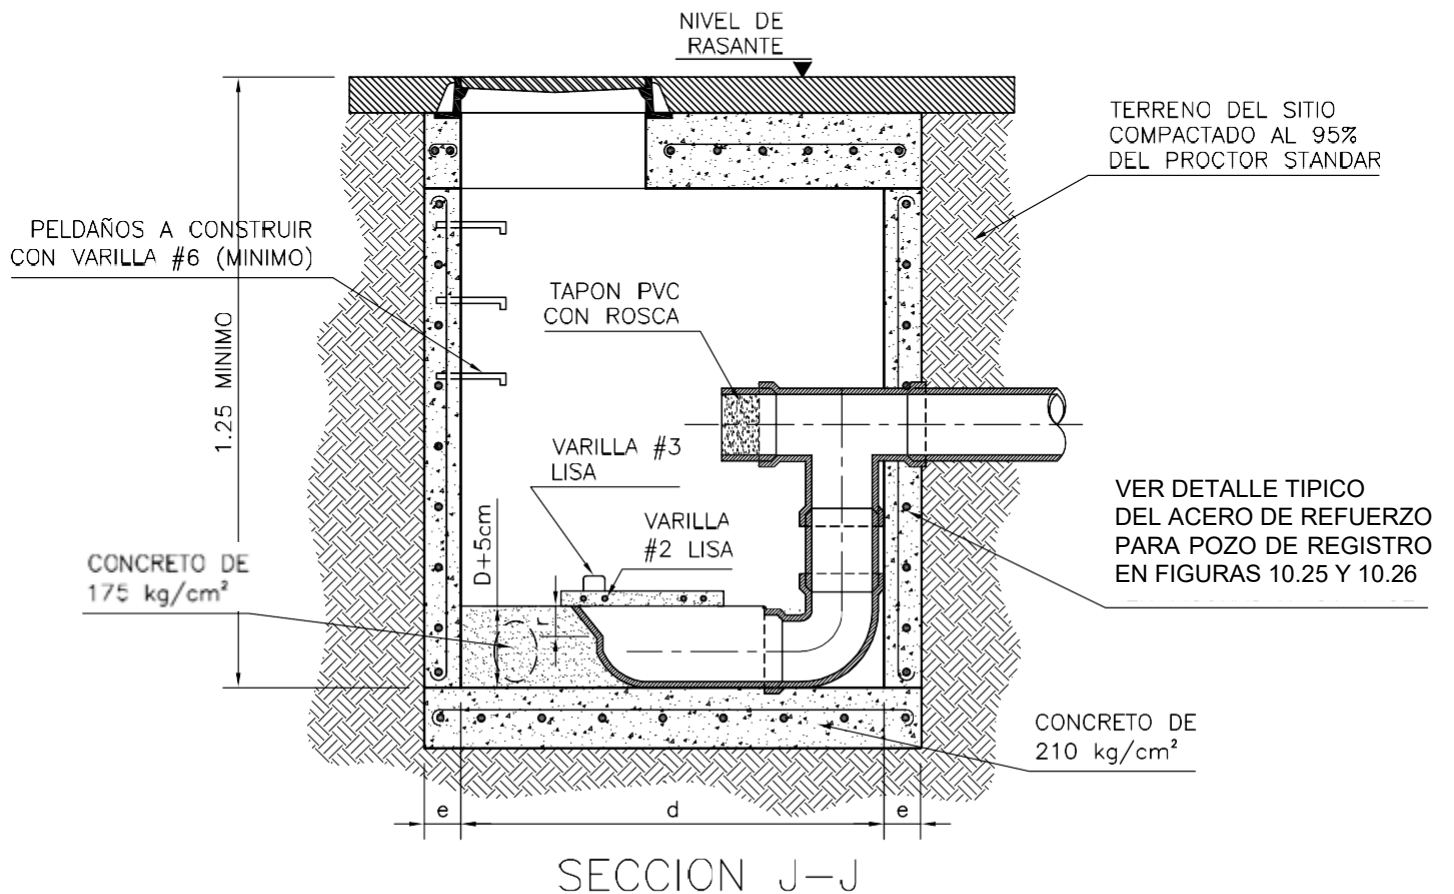 NIVEL DE
RASANTE
TERRENO DEL SITIO
COMPACTADO AL 95%
DEL PROCTOR STANDAR
PELDAÑOS A CONSTRUIR
CON VARILLA #6 (MINIMO)
TAPON PVC
CON ROSCA
1.25 MINIMO
VARILLA #3
LISA
VARILLA
#2 LISA
D+5cm
r
VER DETALLE TIPICO
DEL ACERO DE REFUERZO
PARA POZO DE REGISTRO
EN FIGURAS 10.25 Y 10.26
CONCRETO DE
175 kg/cm²
CONCRETO DE
210 kg/cm²
e
d
e
SECCION J-J